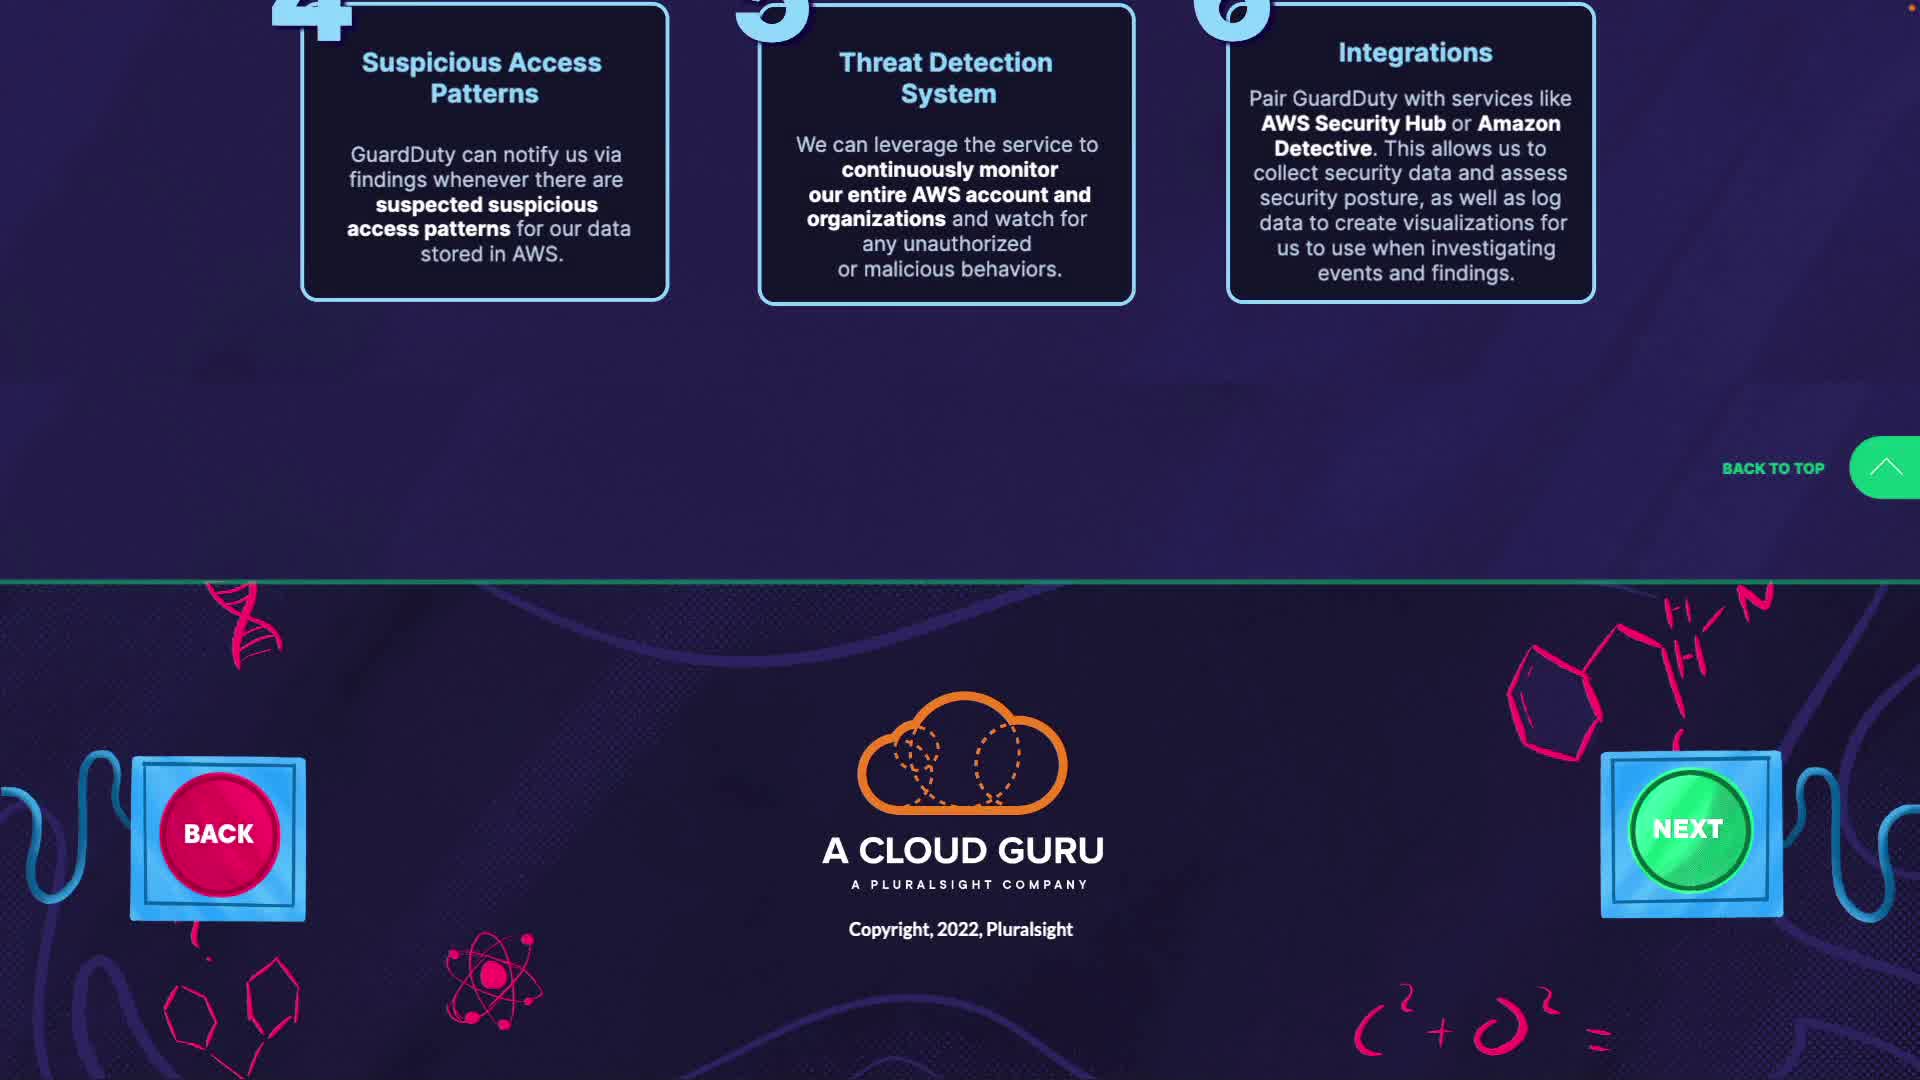 4
Suspicious Access
Patterns
GuardDuty can notify us via
findings whenever there are
suspected suspicious
access patterns for our data
stored in AWS.
5
Threat Detection
System
We can leverage the service to
continuously monitor
our entire AWS account and
organizations and watch for
any unauthorized
or malicious behaviors.
6
Integrations
Pair GuardDuty with services like
AWS Security Hub or Amazon
Detective. This allows us to
collect security data and assess
security posture, as well as log
data to create visualizations for
us to use when investigating
events and findings.
BACK TO TOP
H N
H
BACK
A CLOUD GURU
A PLURALSIGHT COMPANY
Copyright, 2022, Pluralsight
NEXT
C² + O² =